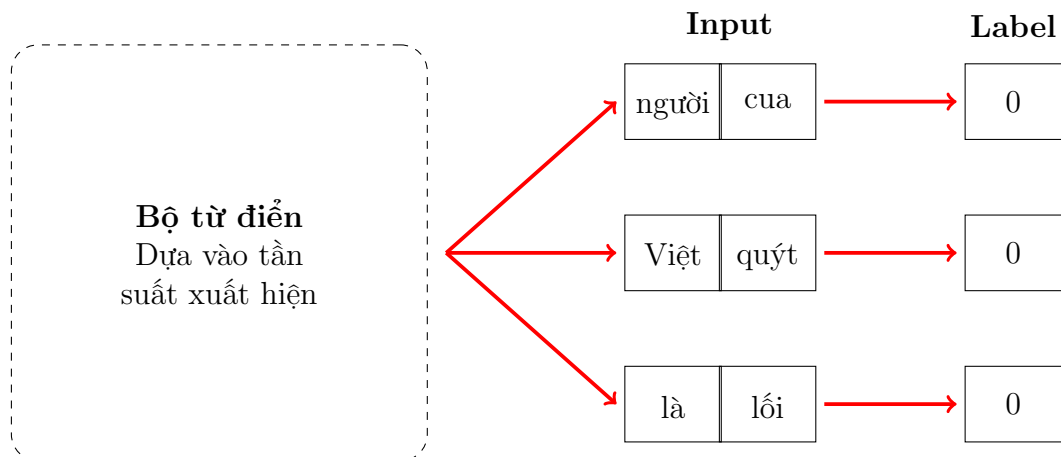 Input Label
người cua 0
Bộ từ điển
Dựa vào tần
suất xuất hiện
Việt quýt 0
là lối 0